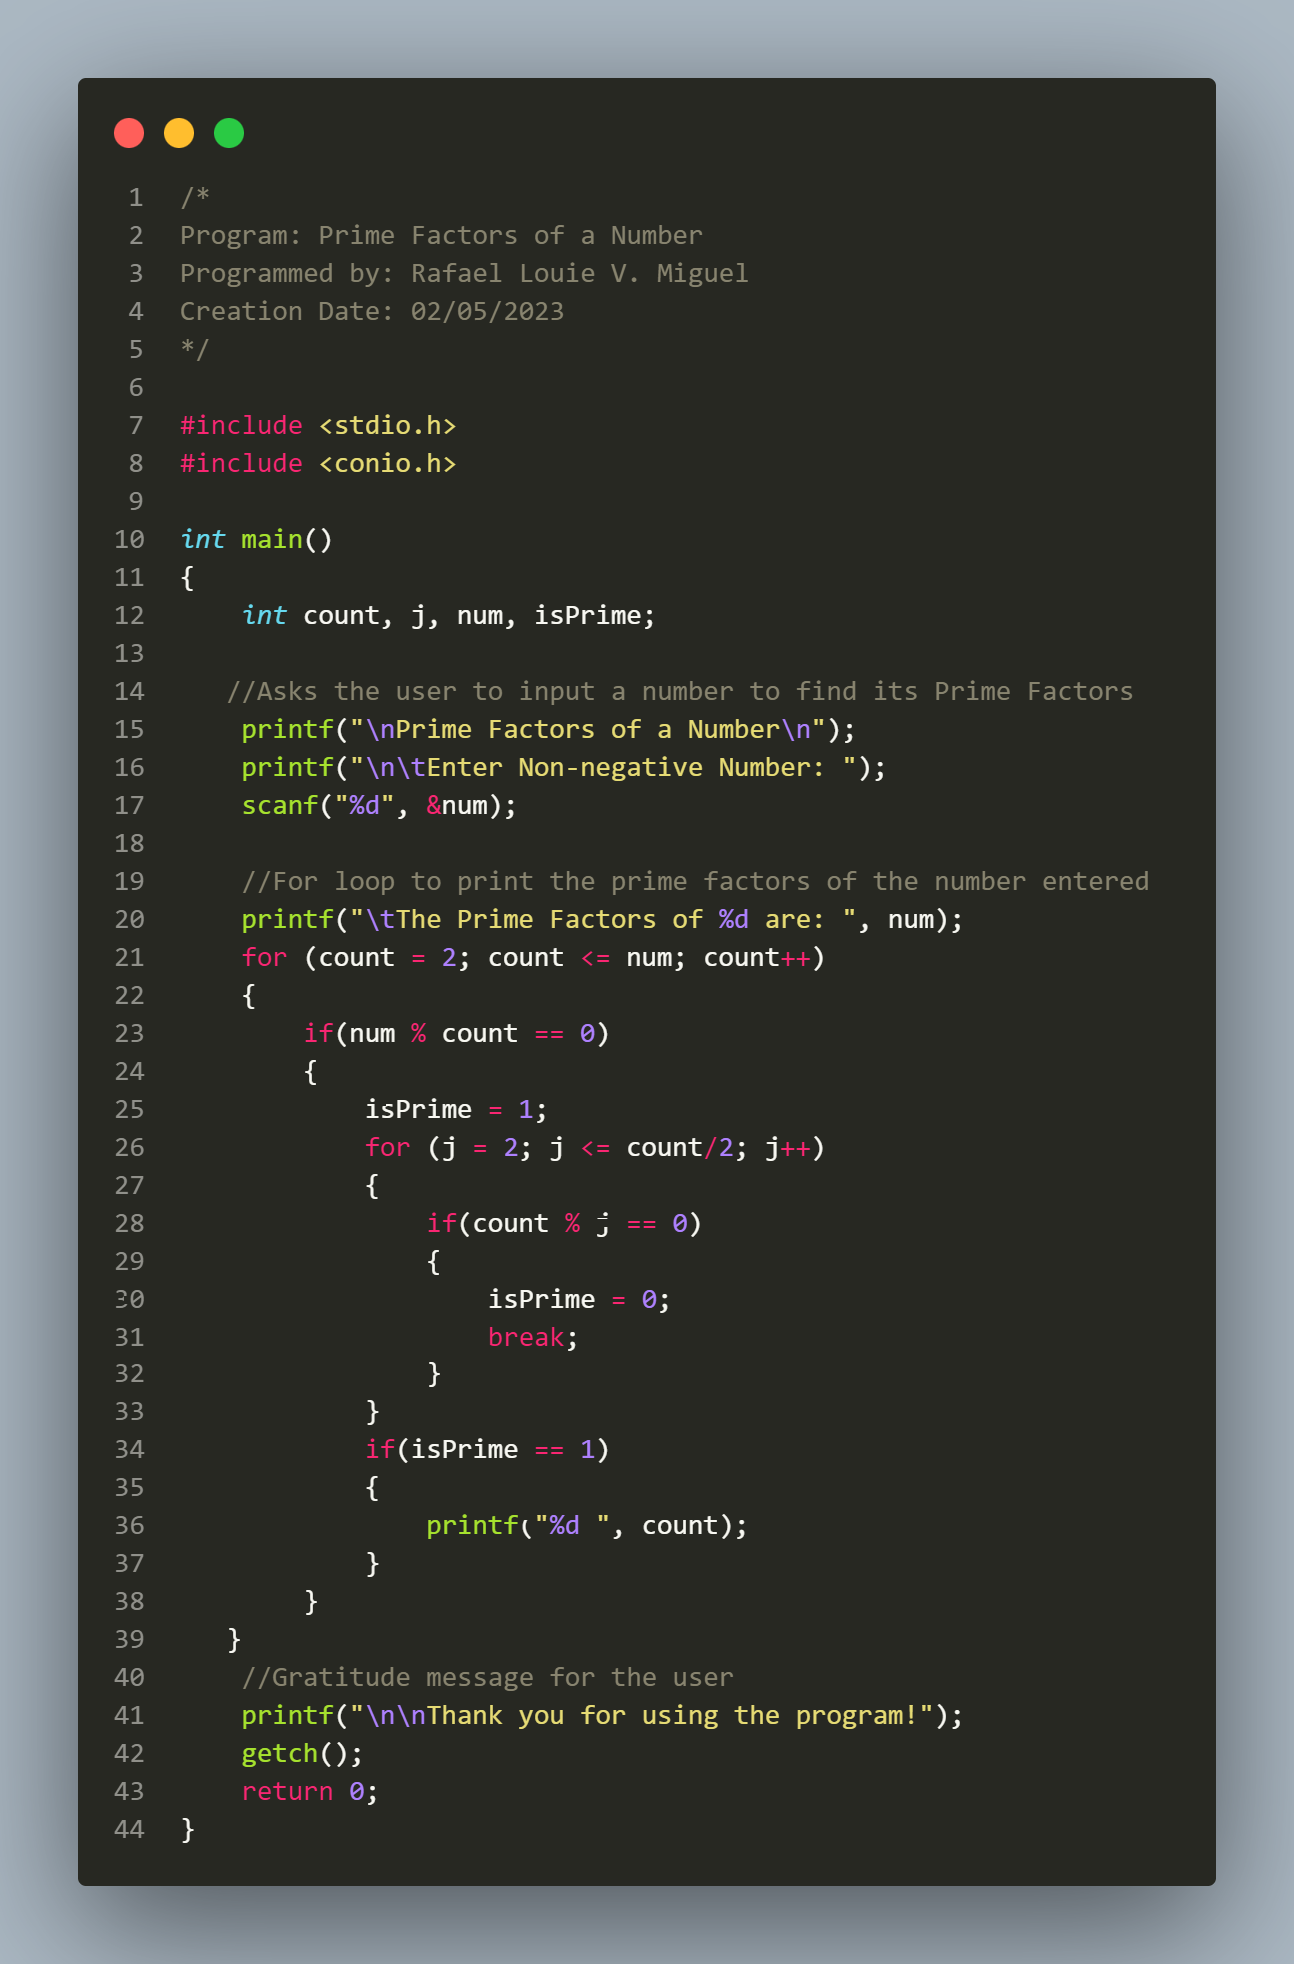 1 /*
2 Program: Prime Factors of a Number
3 Programmed by: Rafael Louie V. Miguel
4 Creation Date: 02/05/2023
5 */
6
7 #include <stdio.h>
8 #include <conio.h>
9
10 int main()
11 {
12     int count, j, num, isPrime;
13
14    //Asks the user to input a number to find its Prime Factors
15     printf("\nPrime Factors of a Number\n");
16     printf("\n\tEnter Non-negative Number: ");
17     scanf("%d", &num);
18
19     //For loop to print the prime factors of the number entered
20     printf("\tThe Prime Factors of %d are: ", num);
21     for (count = 2; count <= num; count++)
22     {
23         if(num % count == 0)
24         {
25             isPrime = 1;
26             for (j = 2; j <= count/2; j++)
27             {
28                 if(count % j == 0)
29                 {
30                     isPrime = 0;
31                     break;
32                 }
33             }
34             if(isPrime == 1)
35             {
36                 printf("%d ", count);
37             }
38         }
39    }
40     //Gratitude message for the user
41     printf("\n\nThank you for using the program!");
42     getch();
43     return 0;
44 }